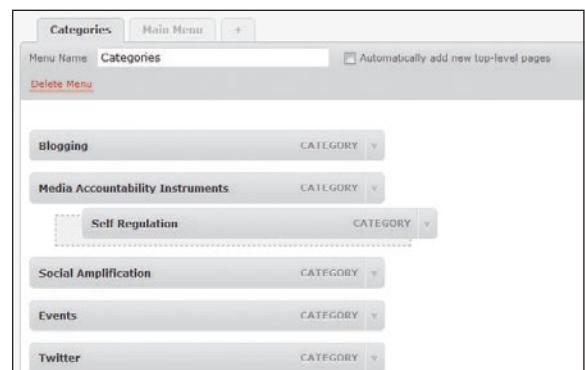 Categories Main Menu +
Menu Name Categories Automatically add new top-level pages
Delete Menu
Blogging CATEGORY
Media Accountability Instruments CATEGORY
Self Regulation CATEGORY
Social Amplification CATEGORY
Events CATEGORY
Twitter CATEGORY